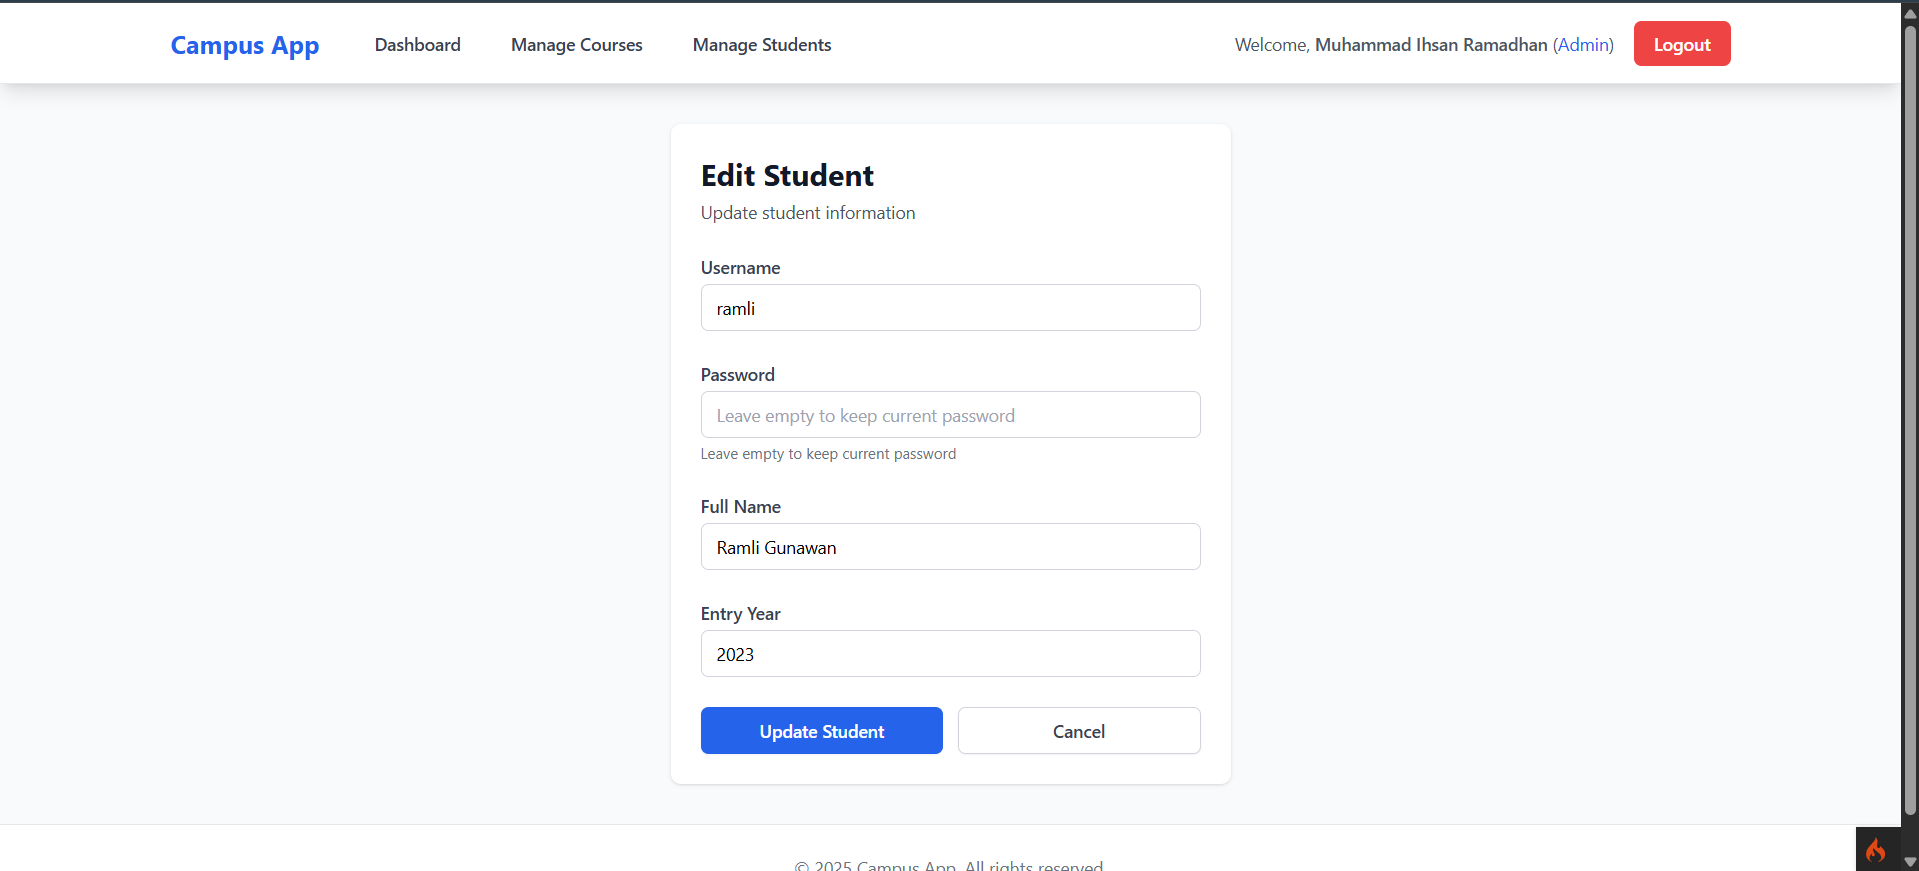 Campus App Dashboard Manage Courses Manage Students Welcome, Muhammad Ihsan Ramadhan (Admin) Logout
Edit Student
Update student information
Username
ramli
Password
Leave empty to keep current password
Leave empty to keep current password
Full Name
Ramli Gunawan
Entry Year
2023
Update Student Cancel
© 2025 Campus App. All rights reserved.